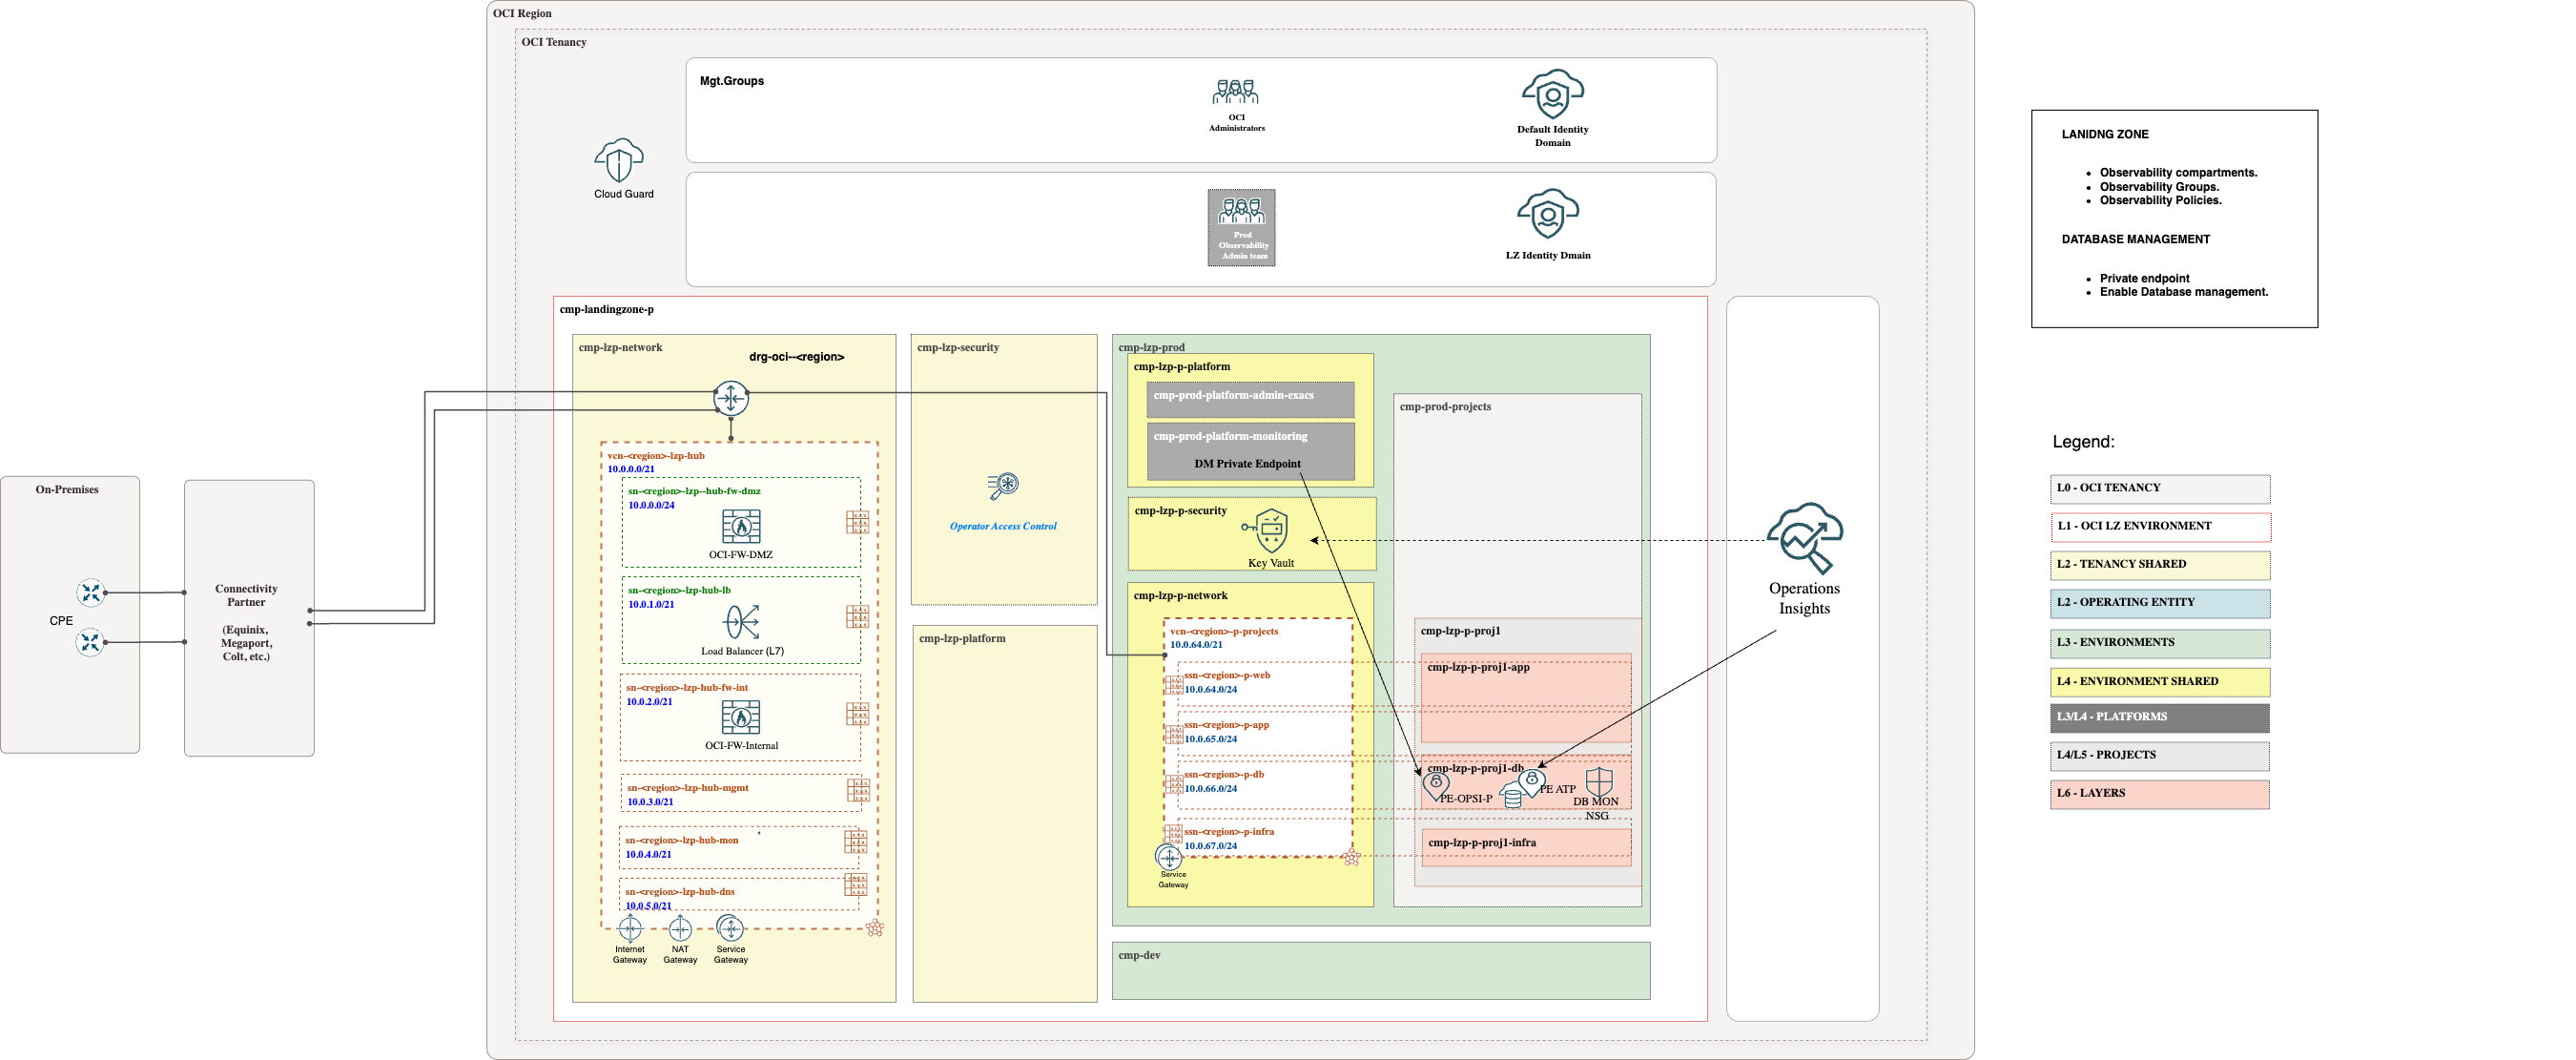 OCI Region
OCI Tenancy
Mgt.Groups
OCI
Administrators
Default Identity
Domain
Cloud Guard
Prod
Observability
Admin team
LZ Identity Dmain
LANIDNG ZONE
Observability compartments.
Observability Groups.
Observability Policies.
DATABASE MANAGEMENT
Private endpoint
Enable Database management.
cmp-landingzone-p
cmp-lzp-network
drg-oci--<region>
vcn-<region>-lzp-hub
10.0.0.0/21
sn-<region>-lzp--hub-fw-dmz
10.0.0.0/24
OCI-FW-DMZ
sn-<region>-lzp-hub-lb
10.0.1.0/21
Load Balancer (L7)
sn-<region>-lzp-hub-fw-int
10.0.2.0/21
OCI-FW-Internal
sn-<region>-lzp-hub-mgmt
10.0.3.0/21
sn-<region>-lzp-hub-mon
10.0.4.0/21
sn-<region>-lzp-hub-dns
10.0.5.0/21
Internet
Gateway
NAT
Gateway
Service
Gateway
cmp-lzp-security
Operator Access Control
cmp-lzp-platform
cmp-lzp-prod
cmp-lzp-p-platform
cmp-prod-platform-admin-exacs
cmp-prod-platform-monitoring
DM Private Endpoint
cmp-lzp-p-security
Key Vault
cmp-lzp-p-network
vcn-<region>-p-projects
10.0.64.0/21
ssn-<region>-p-web
10.0.64.0/24
ssn-<region>-p-app
10.0.65.0/24
ssn-<region>-p-db
10.0.66.0/24
ssn-<region>-p-infra
10.0.67.0/24
Service
Gateway
cmp-prod-projects
cmp-lzp-p-proj1
cmp-lzp-p-proj1-app
cmp-lzp-p-proj1-db
PE-OPSI-P
PE ATP
DB MON
NSG
cmp-lzp-p-proj1-infra
cmp-dev
Operations
Insights
On-Premises
CPE
Connectivity
Partner
(Equinix,
Megaport,
Colt, etc.)
Legend:
L0 - OCI TENANCY
L1 - OCI LZ ENVIRONMENT
L2 - TENANCY SHARED
L2 - OPERATING ENTITY
L3 - ENVIRONMENTS
L4 - ENVIRONMENT SHARED
L3/L4 - PLATFORMS
L4/L5 - PROJECTS
L6 - LAYERS